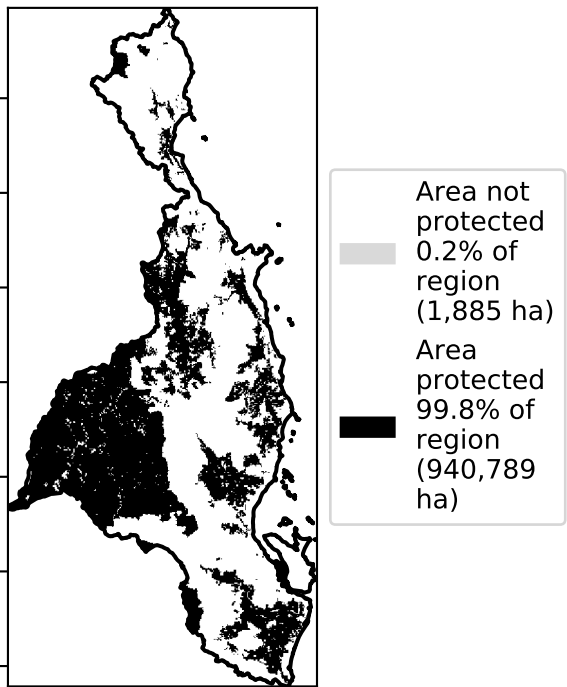 Area not
protected
0.2% of
region
(1,885 ha)
Area
protected
99.8% of
region
(940,789
ha)